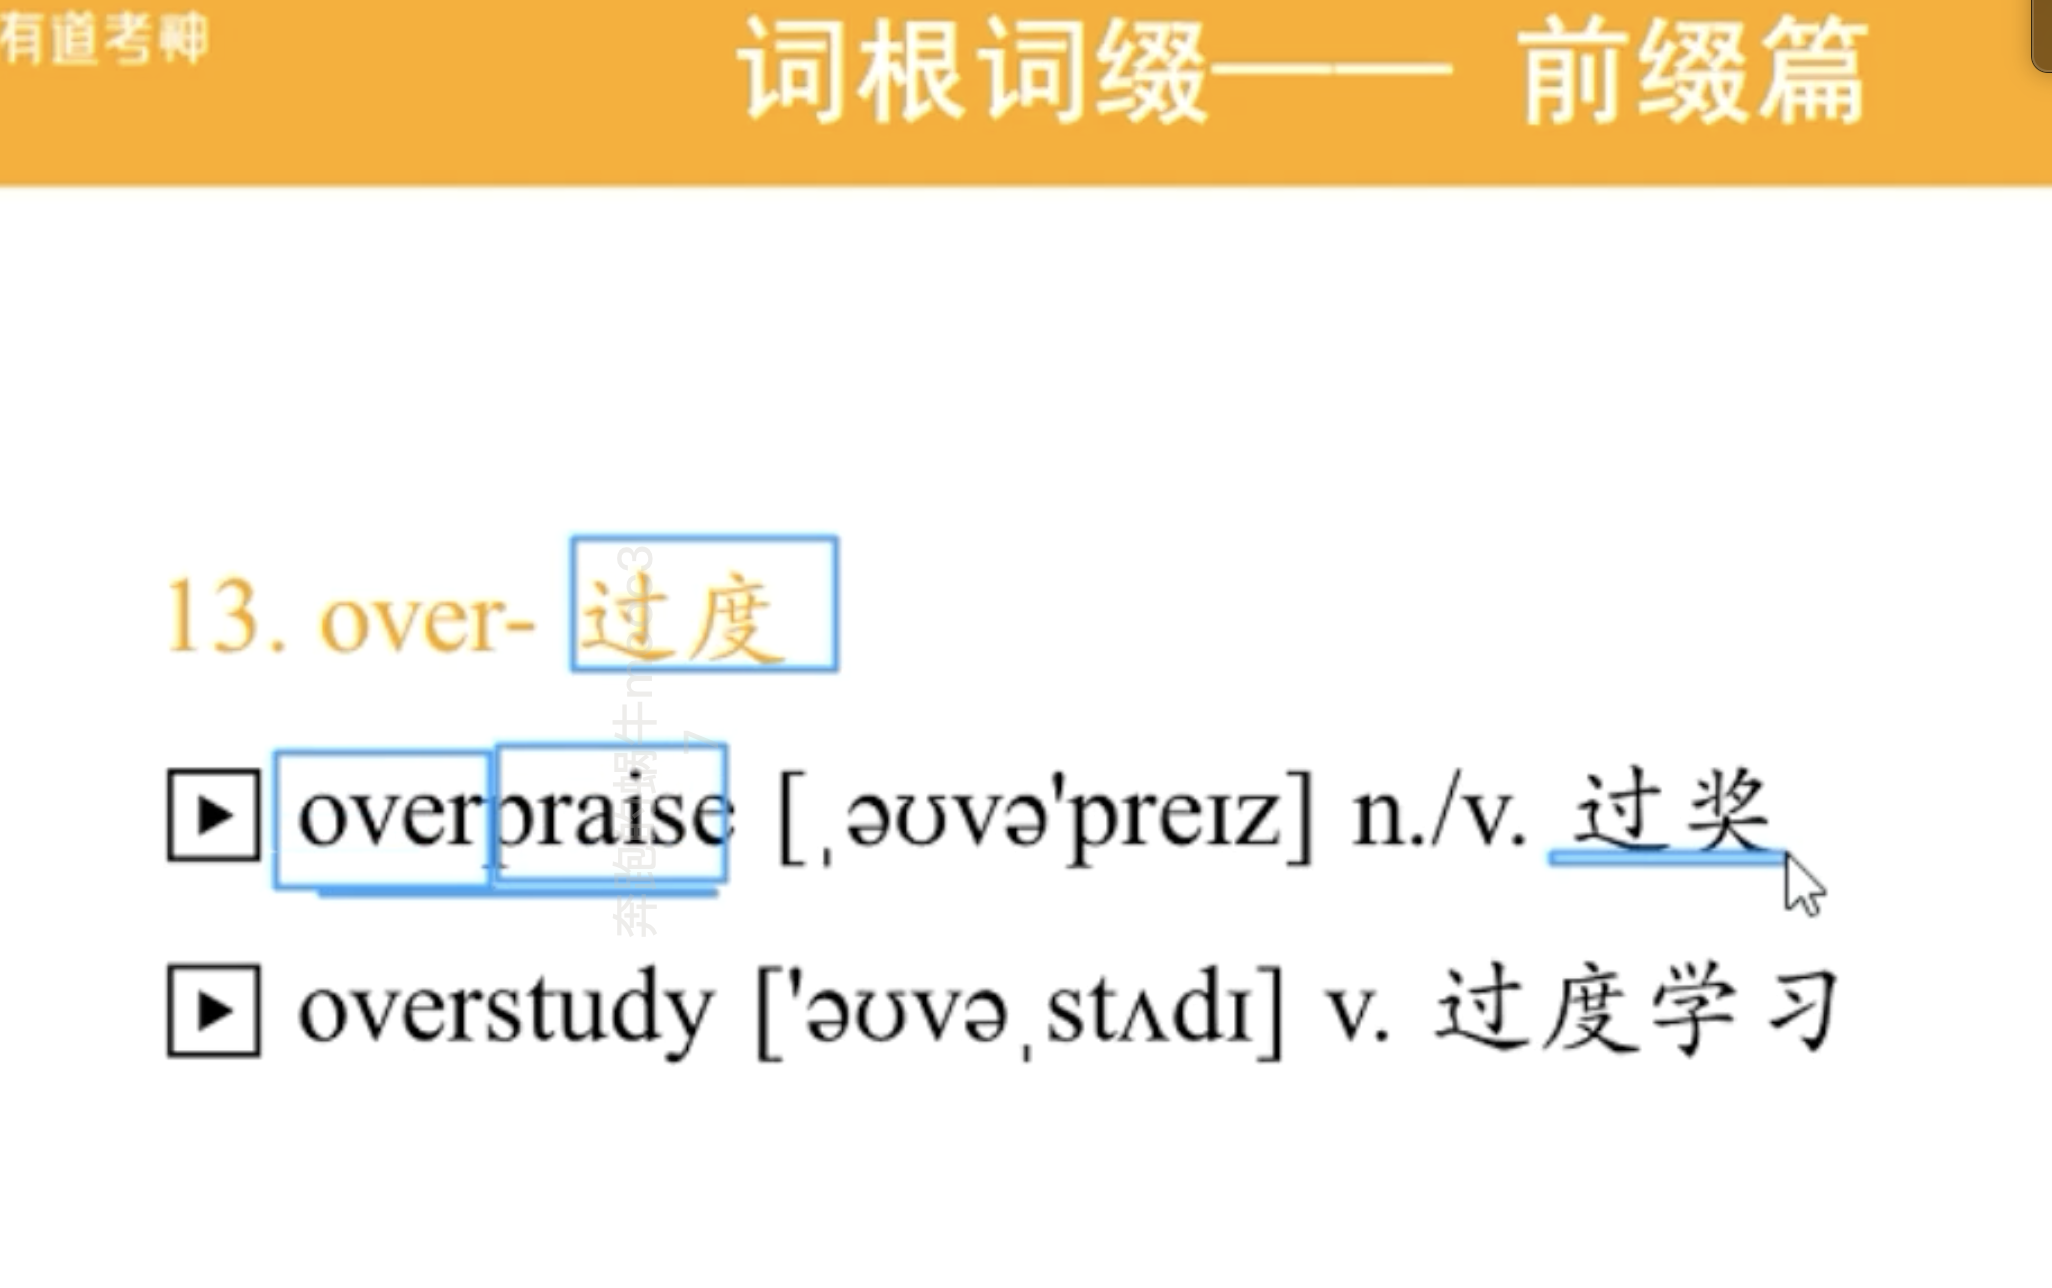 有道考神
词根词缀—— 前缀篇
13. over- 过度
▶ overpraise [ˌəʊvə'preɪz] n./v. 过奖
▶ overstudy ['əʊvəˌstʌdɪ] v. 过度学习